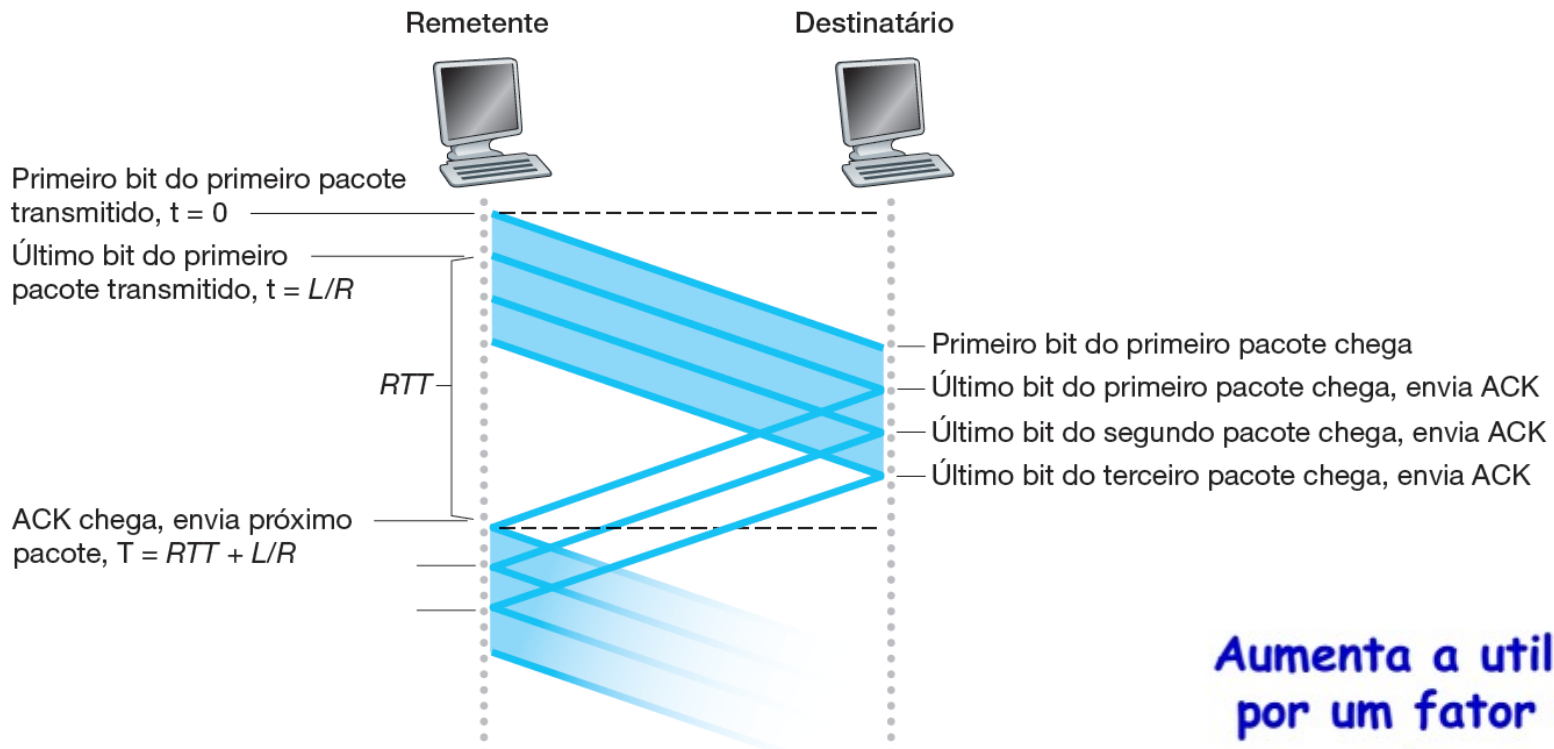 Remetente
Destinatário
Primeiro bit do primeiro pacote
transmitido, t = 0
Último bit do primeiro
pacote transmitido, t = L/R
RTT
ACK chega, envia próximo
pacote, T = RTT + L/R
Primeiro bit do primeiro pacote chega
Último bit do primeiro pacote chega, envia ACK
Último bit do segundo pacote chega, envia ACK
Último bit do terceiro pacote chega, envia ACK
Aumenta a util
por um fator